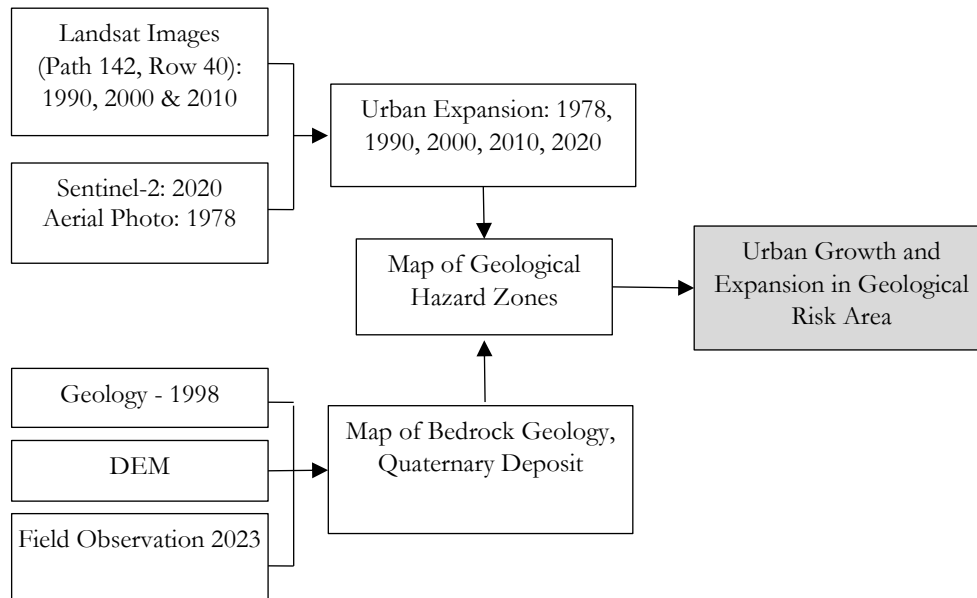 Landsat Images
(Path 142, Row 40):
1990, 2000 & 2010
Sentinel-2: 2020
Aerial Photo: 1978
Urban Expansion: 1978,
1990, 2000, 2010, 2020
Map of Geological
Hazard Zones
Urban Growth and
Expansion in Geological
Risk Area
Geology - 1998
DEM
Field Observation 2023
Map of Bedrock Geology,
Quaternary Deposit